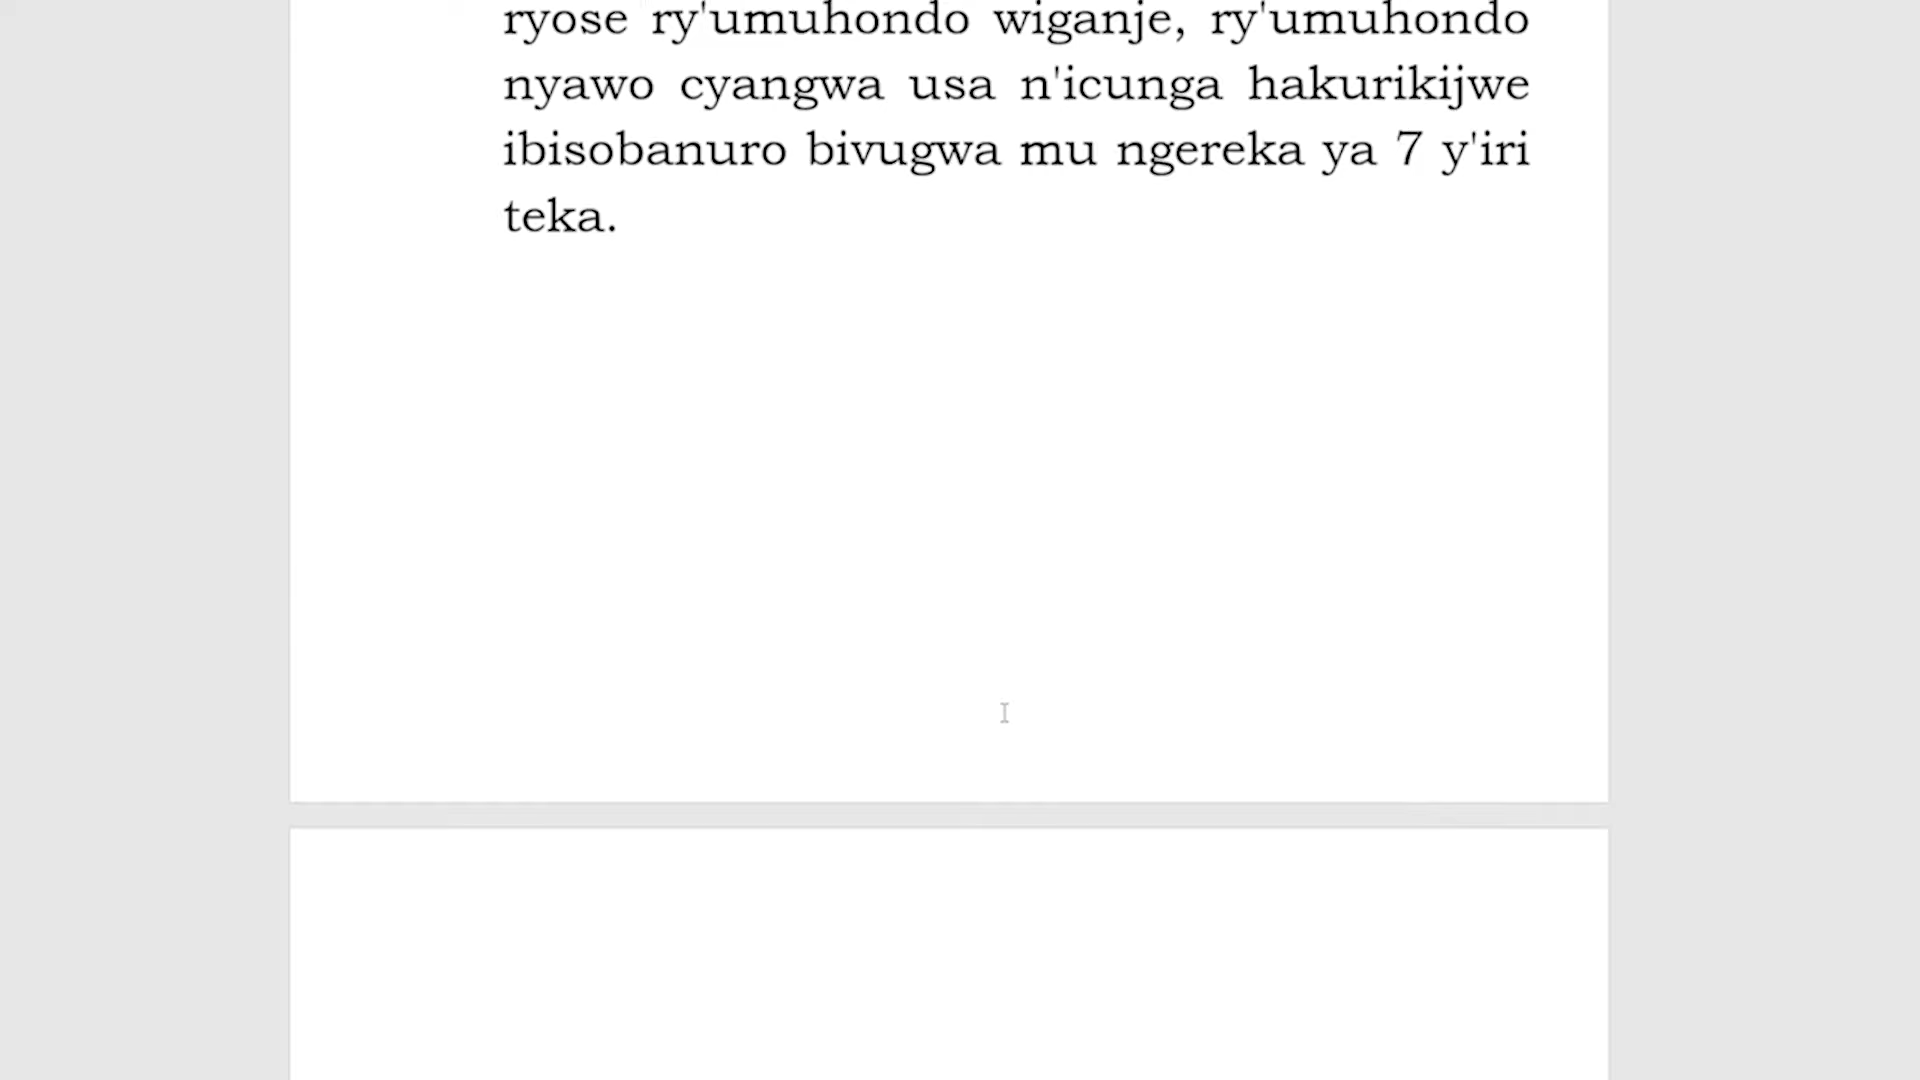 ryose ry'umuhondo wiganje, ry'umuhondo
nyawo cyangwa usa n'icunga hakurikijwe
ibisobanuro bivugwa mu ngereka ya 7 y'iri
teka.